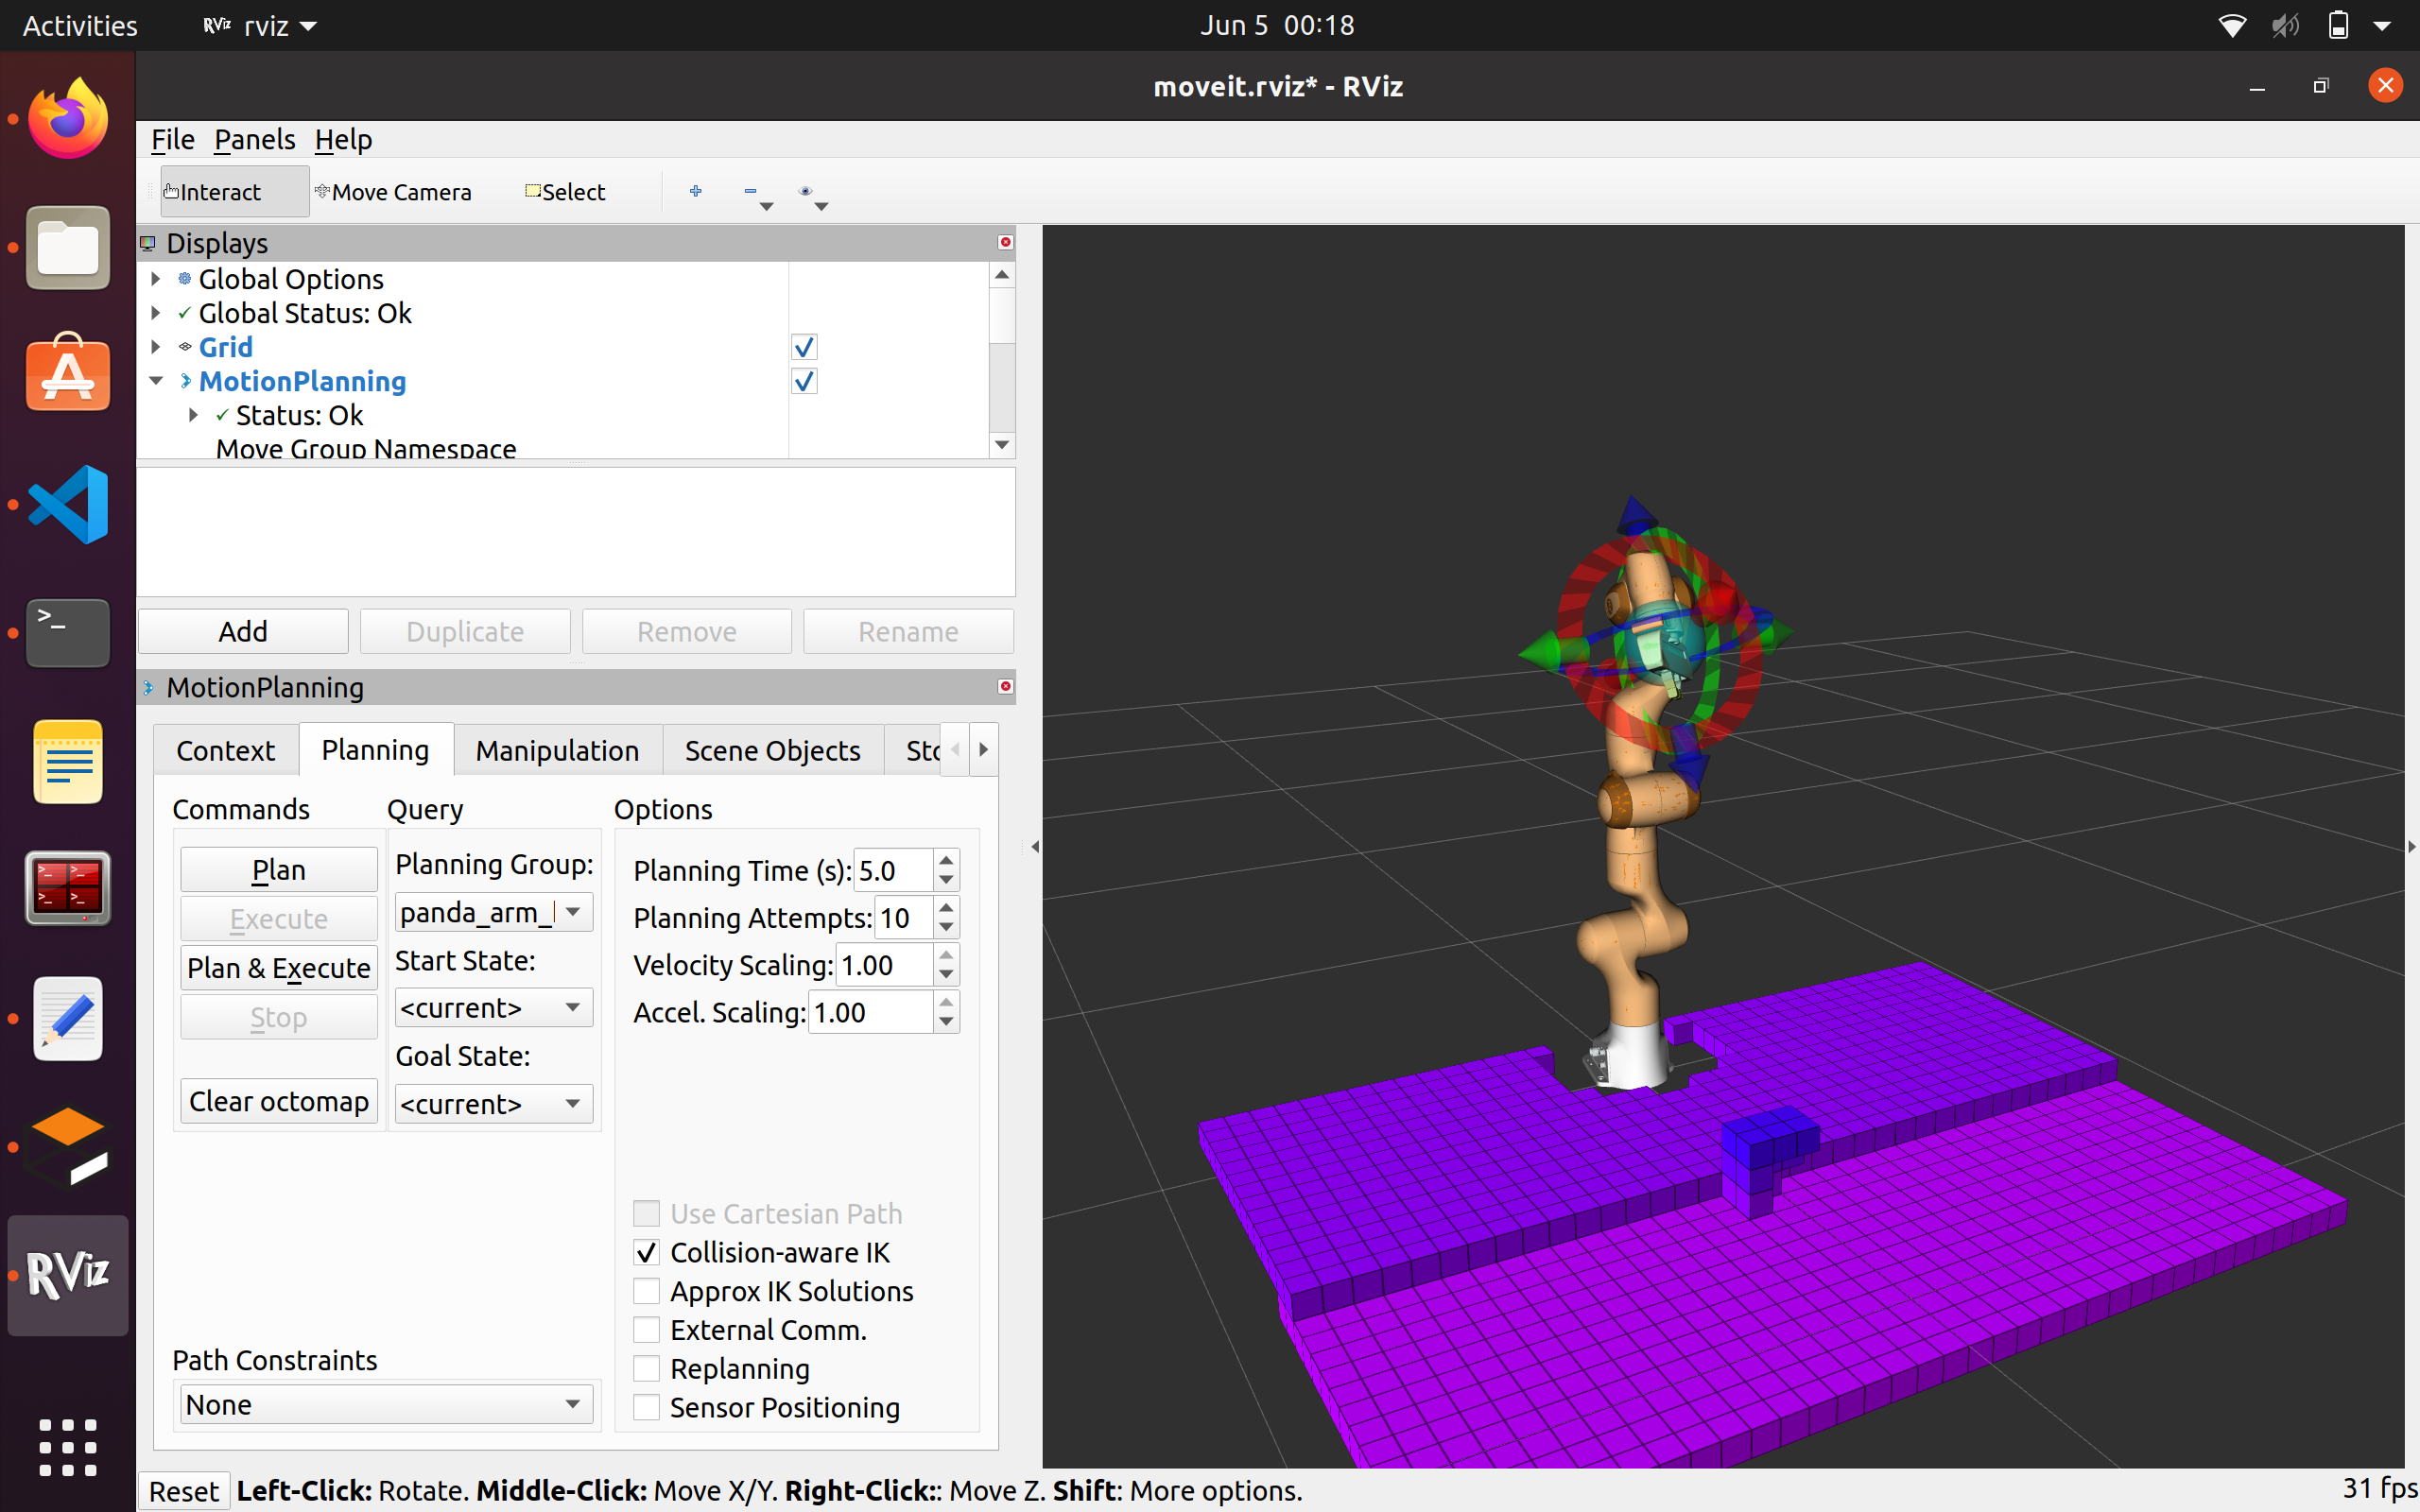 Activities
RViz rviz
Jun 5 00:18
moveit.rviz* - RViz
File Panels Help
Interact Move Camera Select
Displays
Global Options
Global Status: Ok
Grid
MotionPlanning
Status: Ok
Move Group Namespace
Add Duplicate Remove Rename
MotionPlanning
Context Planning Manipulation Scene Objects Sto
Commands Query Options
Plan
Execute
Plan & Execute
Stop
Clear octomap
Planning Group:
panda_arm_
Start State:
<current>
Goal State:
<current>
Planning Time (s): 5.0
Planning Attempts: 10
Velocity Scaling: 1.00
Accel. Scaling: 1.00
Use Cartesian Path
Collision-aware IK
Approx IK Solutions
External Comm.
Replanning
Sensor Positioning
Path Constraints
None
RViz
Reset Left-Click: Rotate. Middle-Click: Move X/Y. Right-Click:: Move Z. Shift: More options.
31 fps